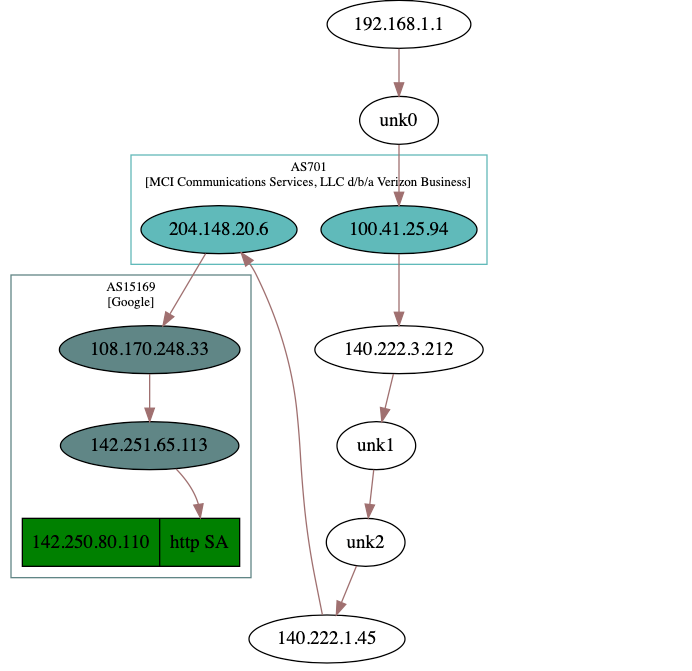 192.168.1.1
unk0
AS701
[MCI Communications Services, LLC d/b/a Verizon Business]
204.148.20.6
100.41.25.94
AS15169
[Google]
108.170.248.33
140.222.3.212
142.251.65.113
unk1
142.250.80.110
http SA
unk2
140.222.1.45